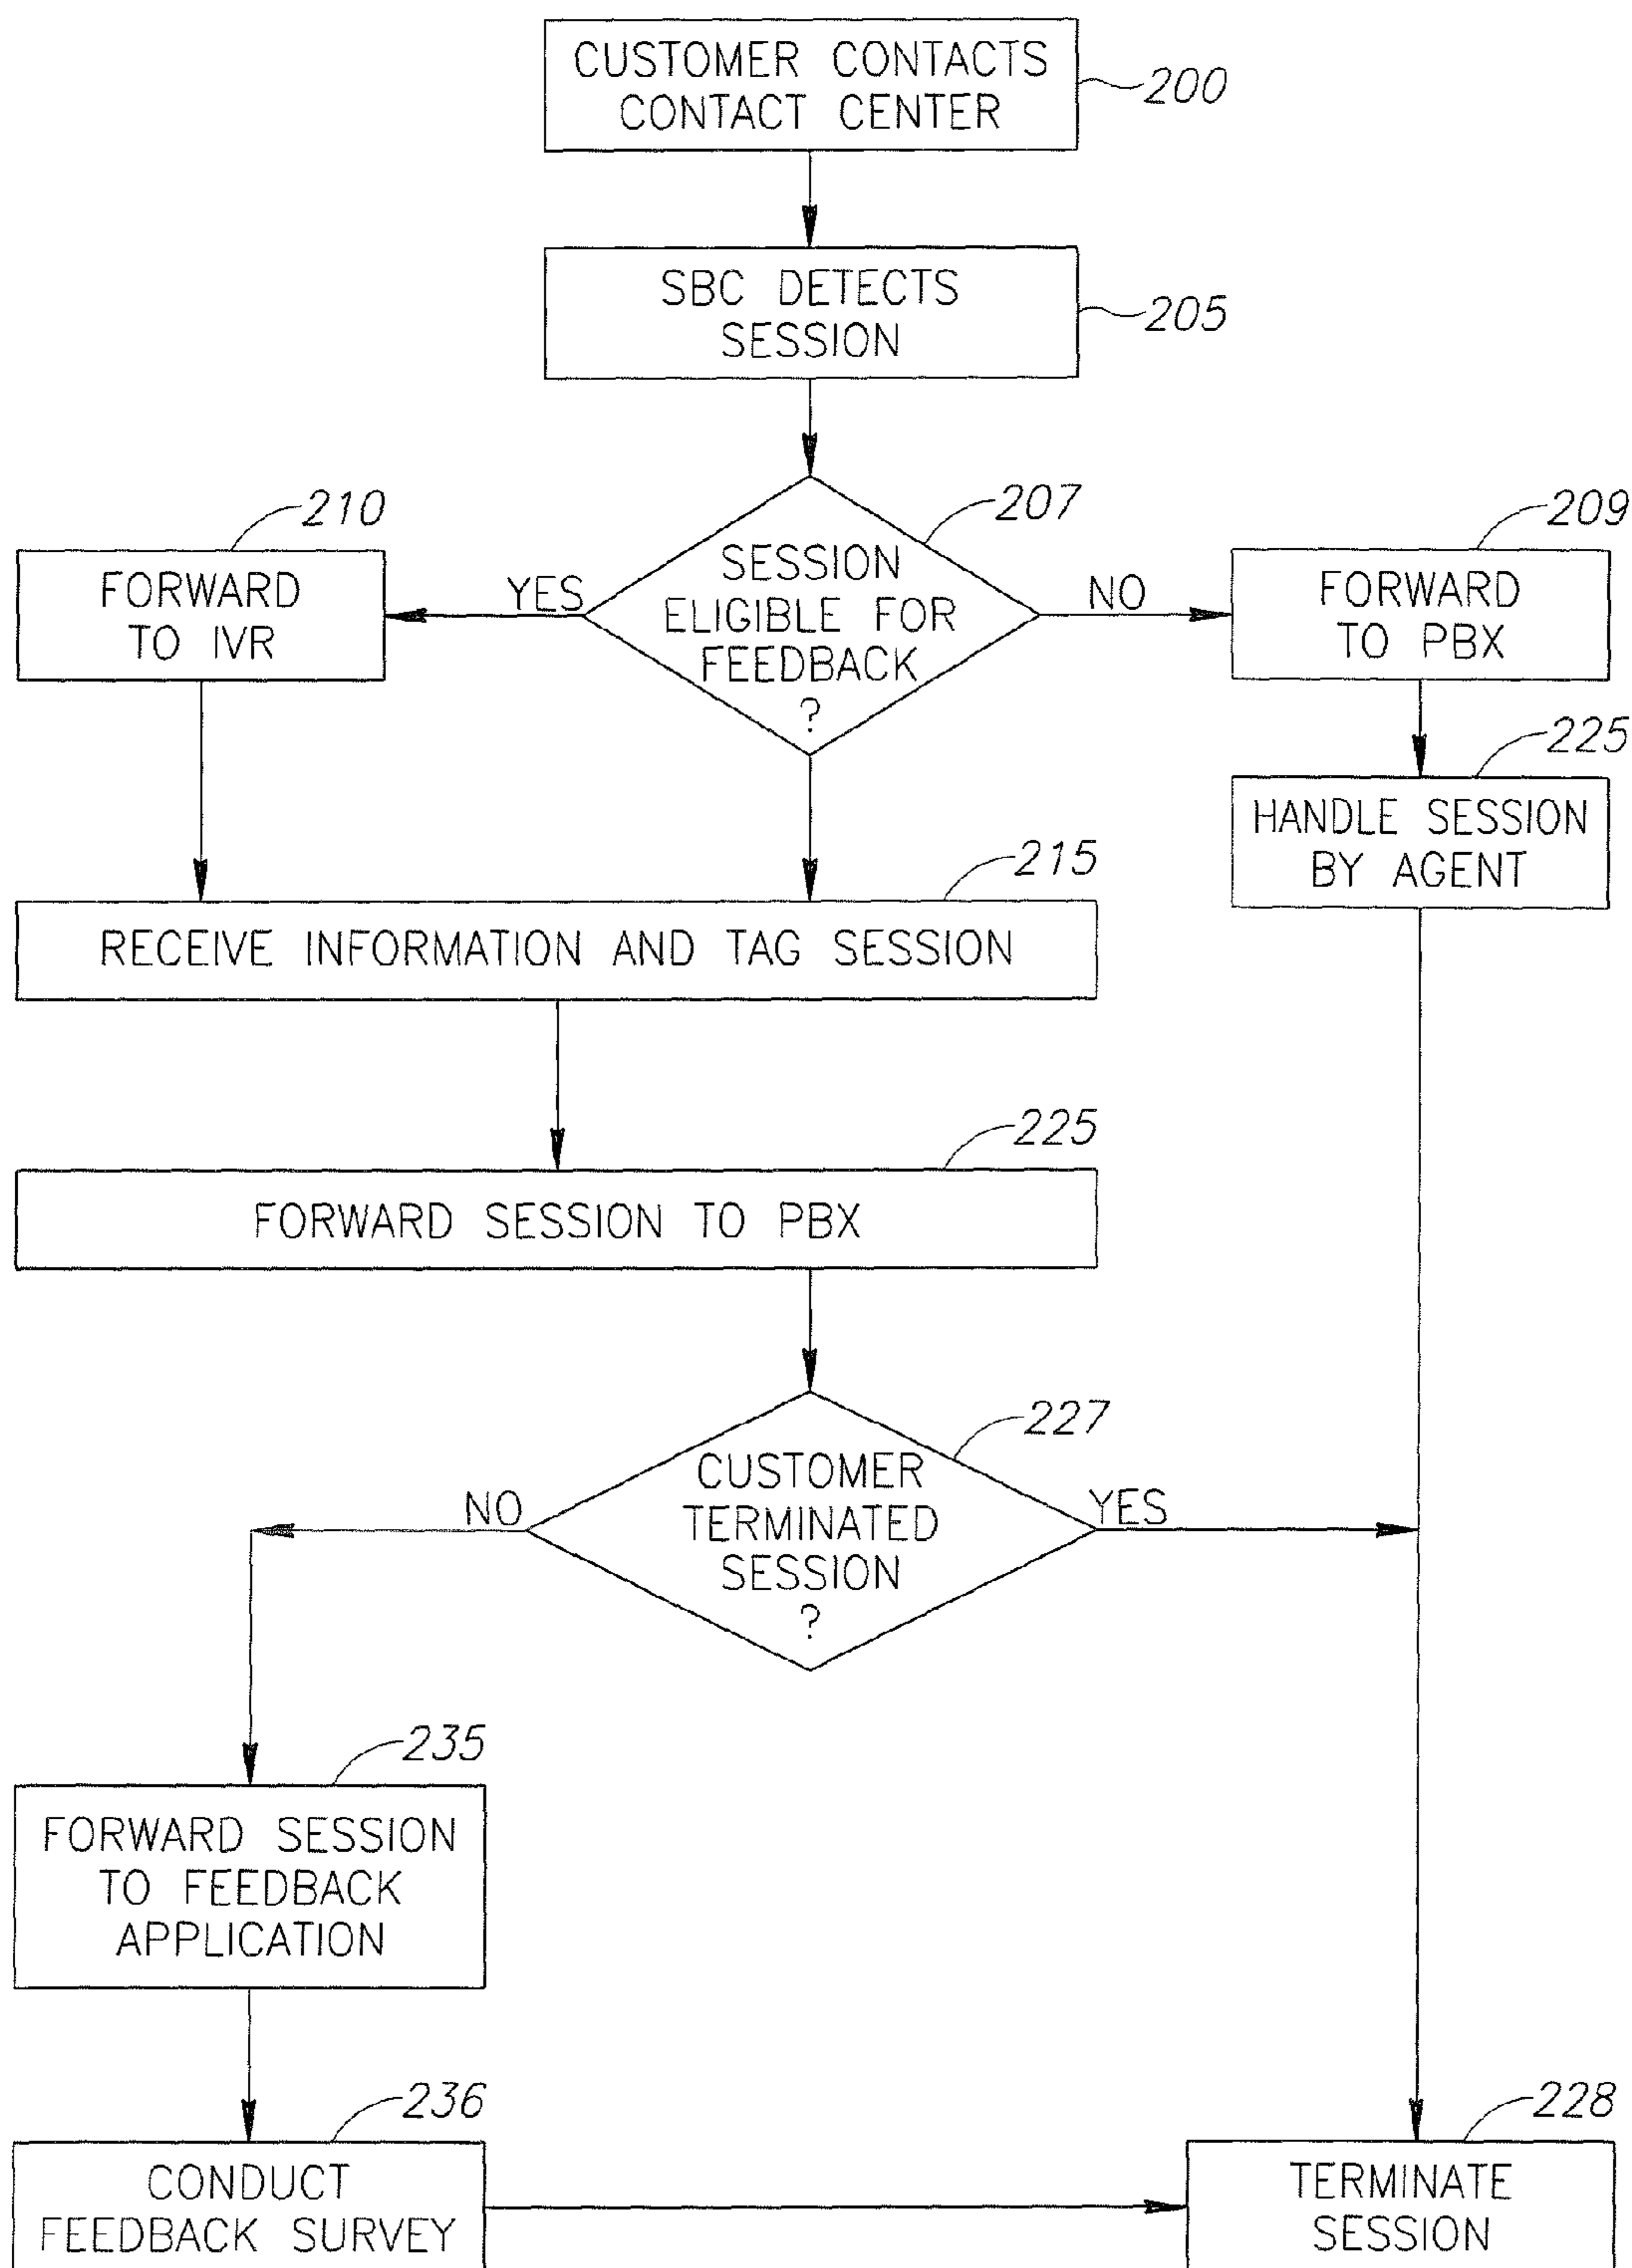 CUSTOMER CONTACTS
CONTACT CENTER
200
SBC DETECTS
SESSION
205
207
SESSION
ELIGIBLE FOR
FEEDBACK
?
YES
NO
210
FORWARD
TO IVR
209
FORWARD
TO PBX
225
HANDLE SESSION
BY AGENT
215
RECEIVE INFORMATION AND TAG SESSION
225
FORWARD SESSION TO PBX
227
CUSTOMER
TERMINATED
SESSION
?
NO
YES
235
FORWARD SESSION
TO FEEDBACK
APPLICATION
236
CONDUCT
FEEDBACK SURVEY
228
TERMINATE
SESSION